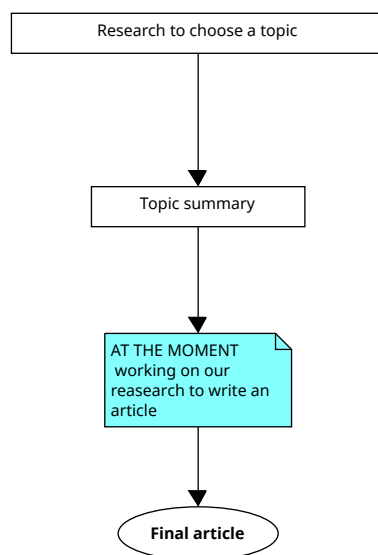 Research to choose a topic
Topic summary
AT THE MOMENT
working on our
reasearch to write an
article
Final article